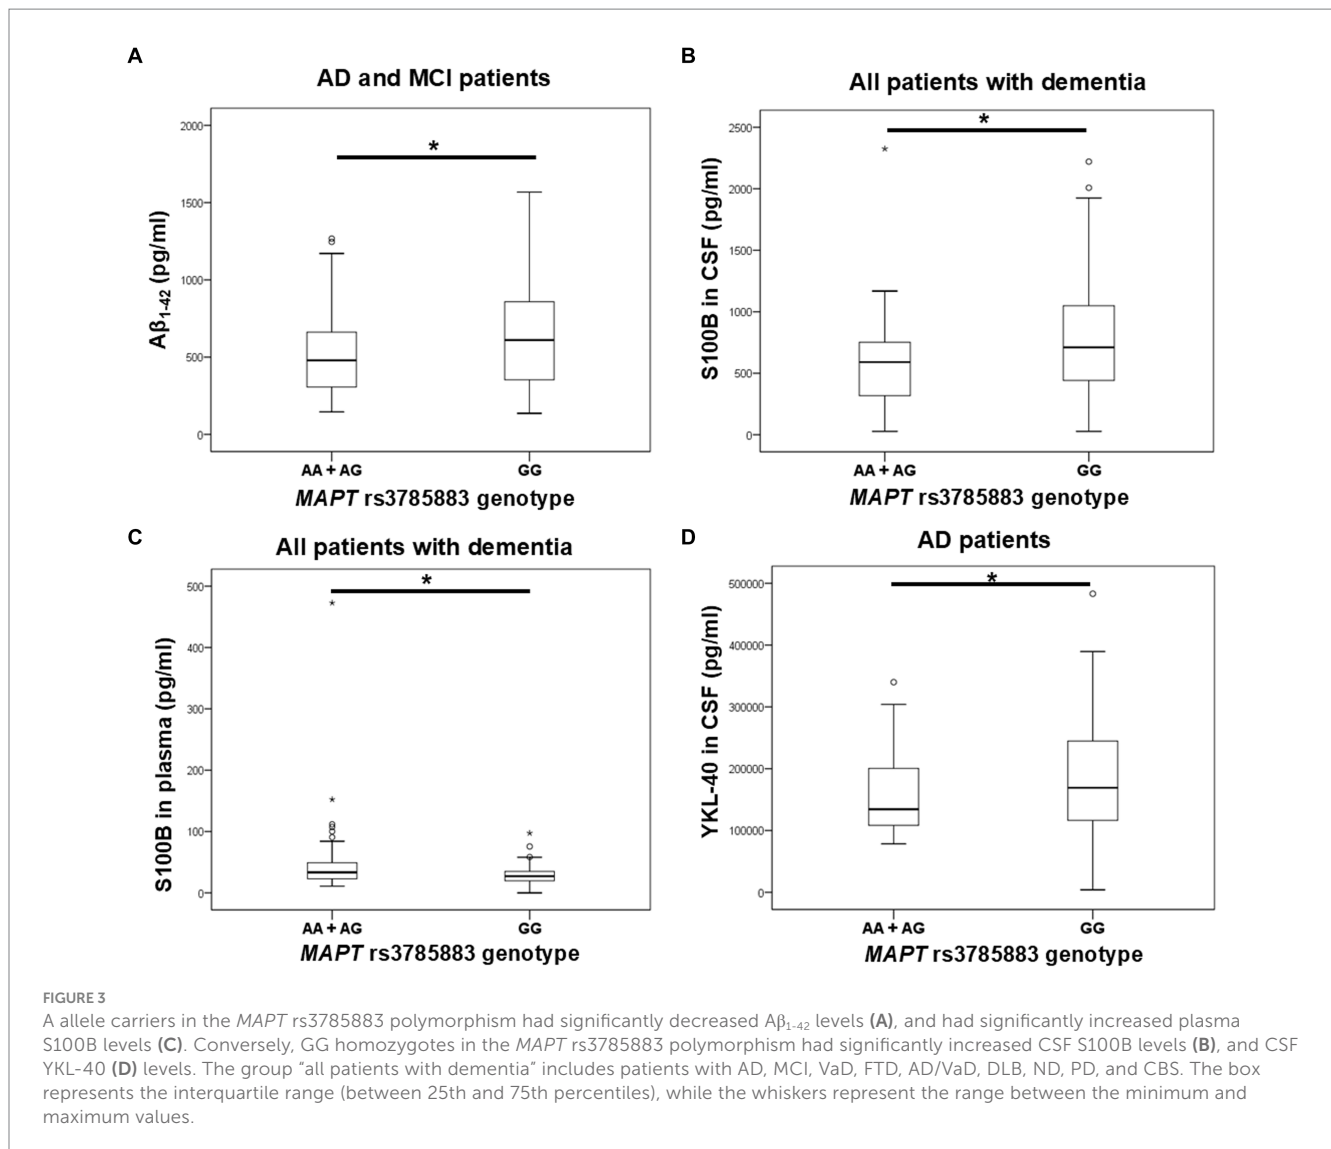 A
AD and MCI patients
2000
1500
1000
500
0
Aβ1-42 (pg/ml)
*
AA + AG
GG
MAPT rs3785883 genotype
B
All patients with dementia
2500
2000
1500
1000
500
0
S100B in CSF (pg/ml)
*
*
AA + AG
GG
MAPT rs3785883 genotype
C
All patients with dementia
500
400
300
200
100
0
S100B in plasma (pg/ml)
*
*
*
*
AA + AG
GG
MAPT rs3785883 genotype
D
AD patients
500000
400000
300000
200000
100000
0
YKL-40 in CSF (pg/ml)
*
AA + AG
GG
MAPT rs3785883 genotype
FIGURE 3
A allele carriers in the MAPT rs3785883 polymorphism had significantly decreased Aβ1-42 levels (A), and had significantly increased plasma
S100B levels (C). Conversely, GG homozygotes in the MAPT rs3785883 polymorphism had significantly increased CSF S100B levels (B), and CSF
YKL-40 (D) levels. The group “all patients with dementia” includes patients with AD, MCI, VaD, FTD, AD/VaD, DLB, ND, PD, and CBS. The box
represents the interquartile range (between 25th and 75th percentiles), while the whiskers represent the range between the minimum and
maximum values.